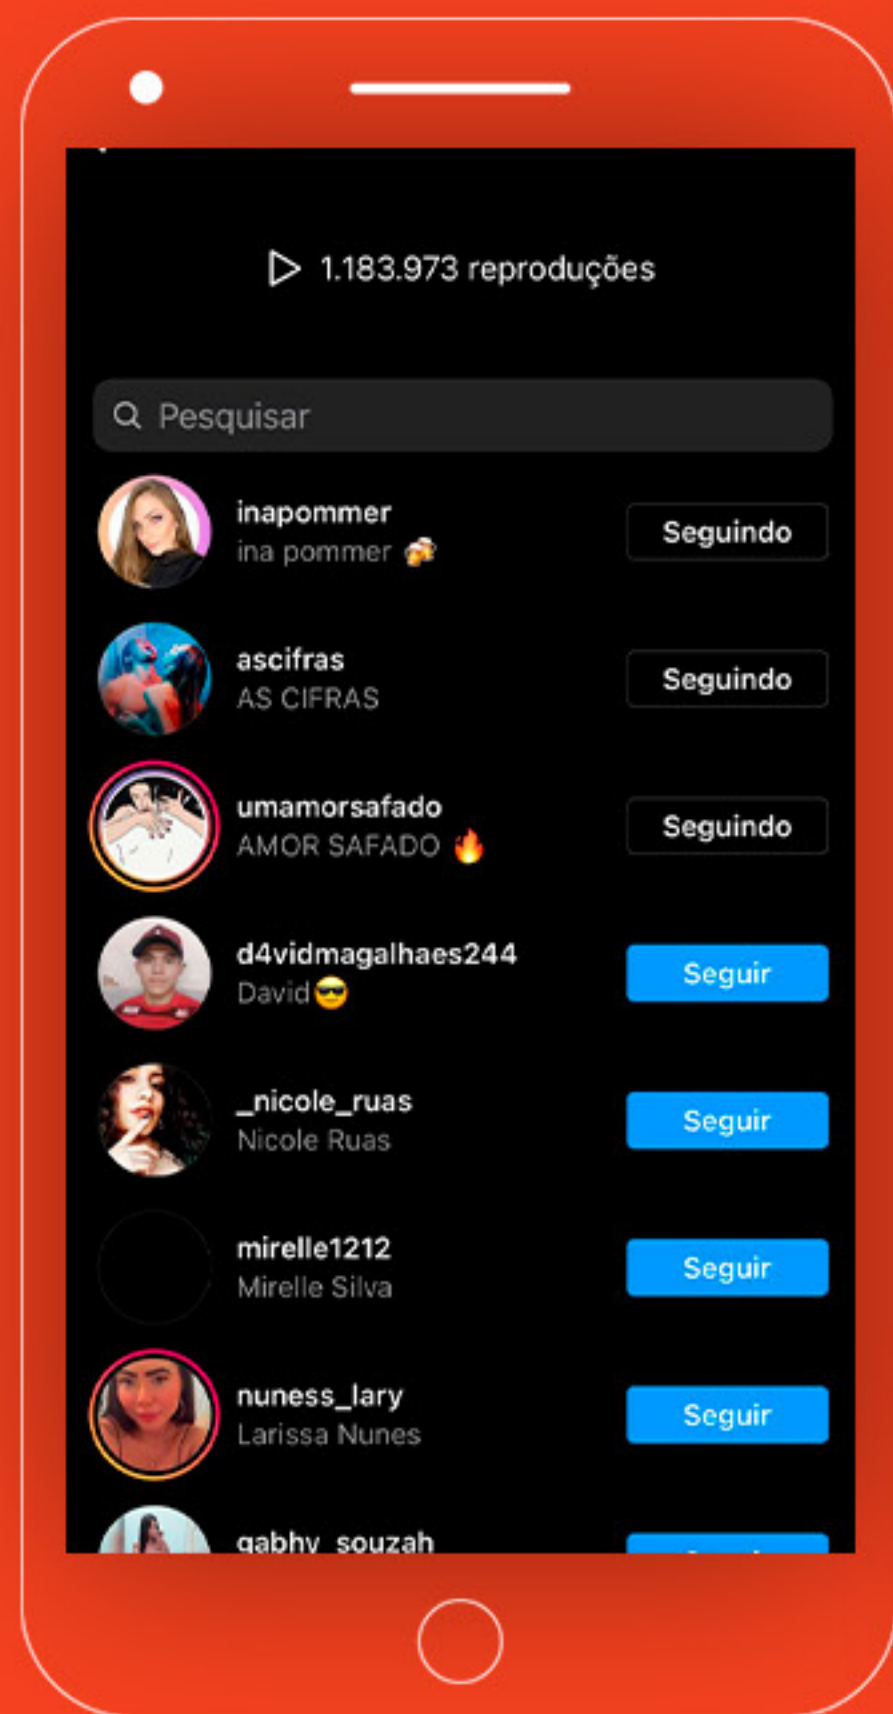 1.183.973 reproduções
Pesquisar
inapommer
ina pommer 🍻
Seguindo
ascifras
AS CIFRAS
Seguindo
umamorsafado
AMOR SAFADO 🔥
Seguindo
d4vidmagalhaes244
David😎
Seguir
_nicole_ruas
Nicole Ruas
Seguir
mirelle1212
Mirelle Silva
Seguir
nuness_lary
Larissa Nunes
Seguir
gabhy_souzah